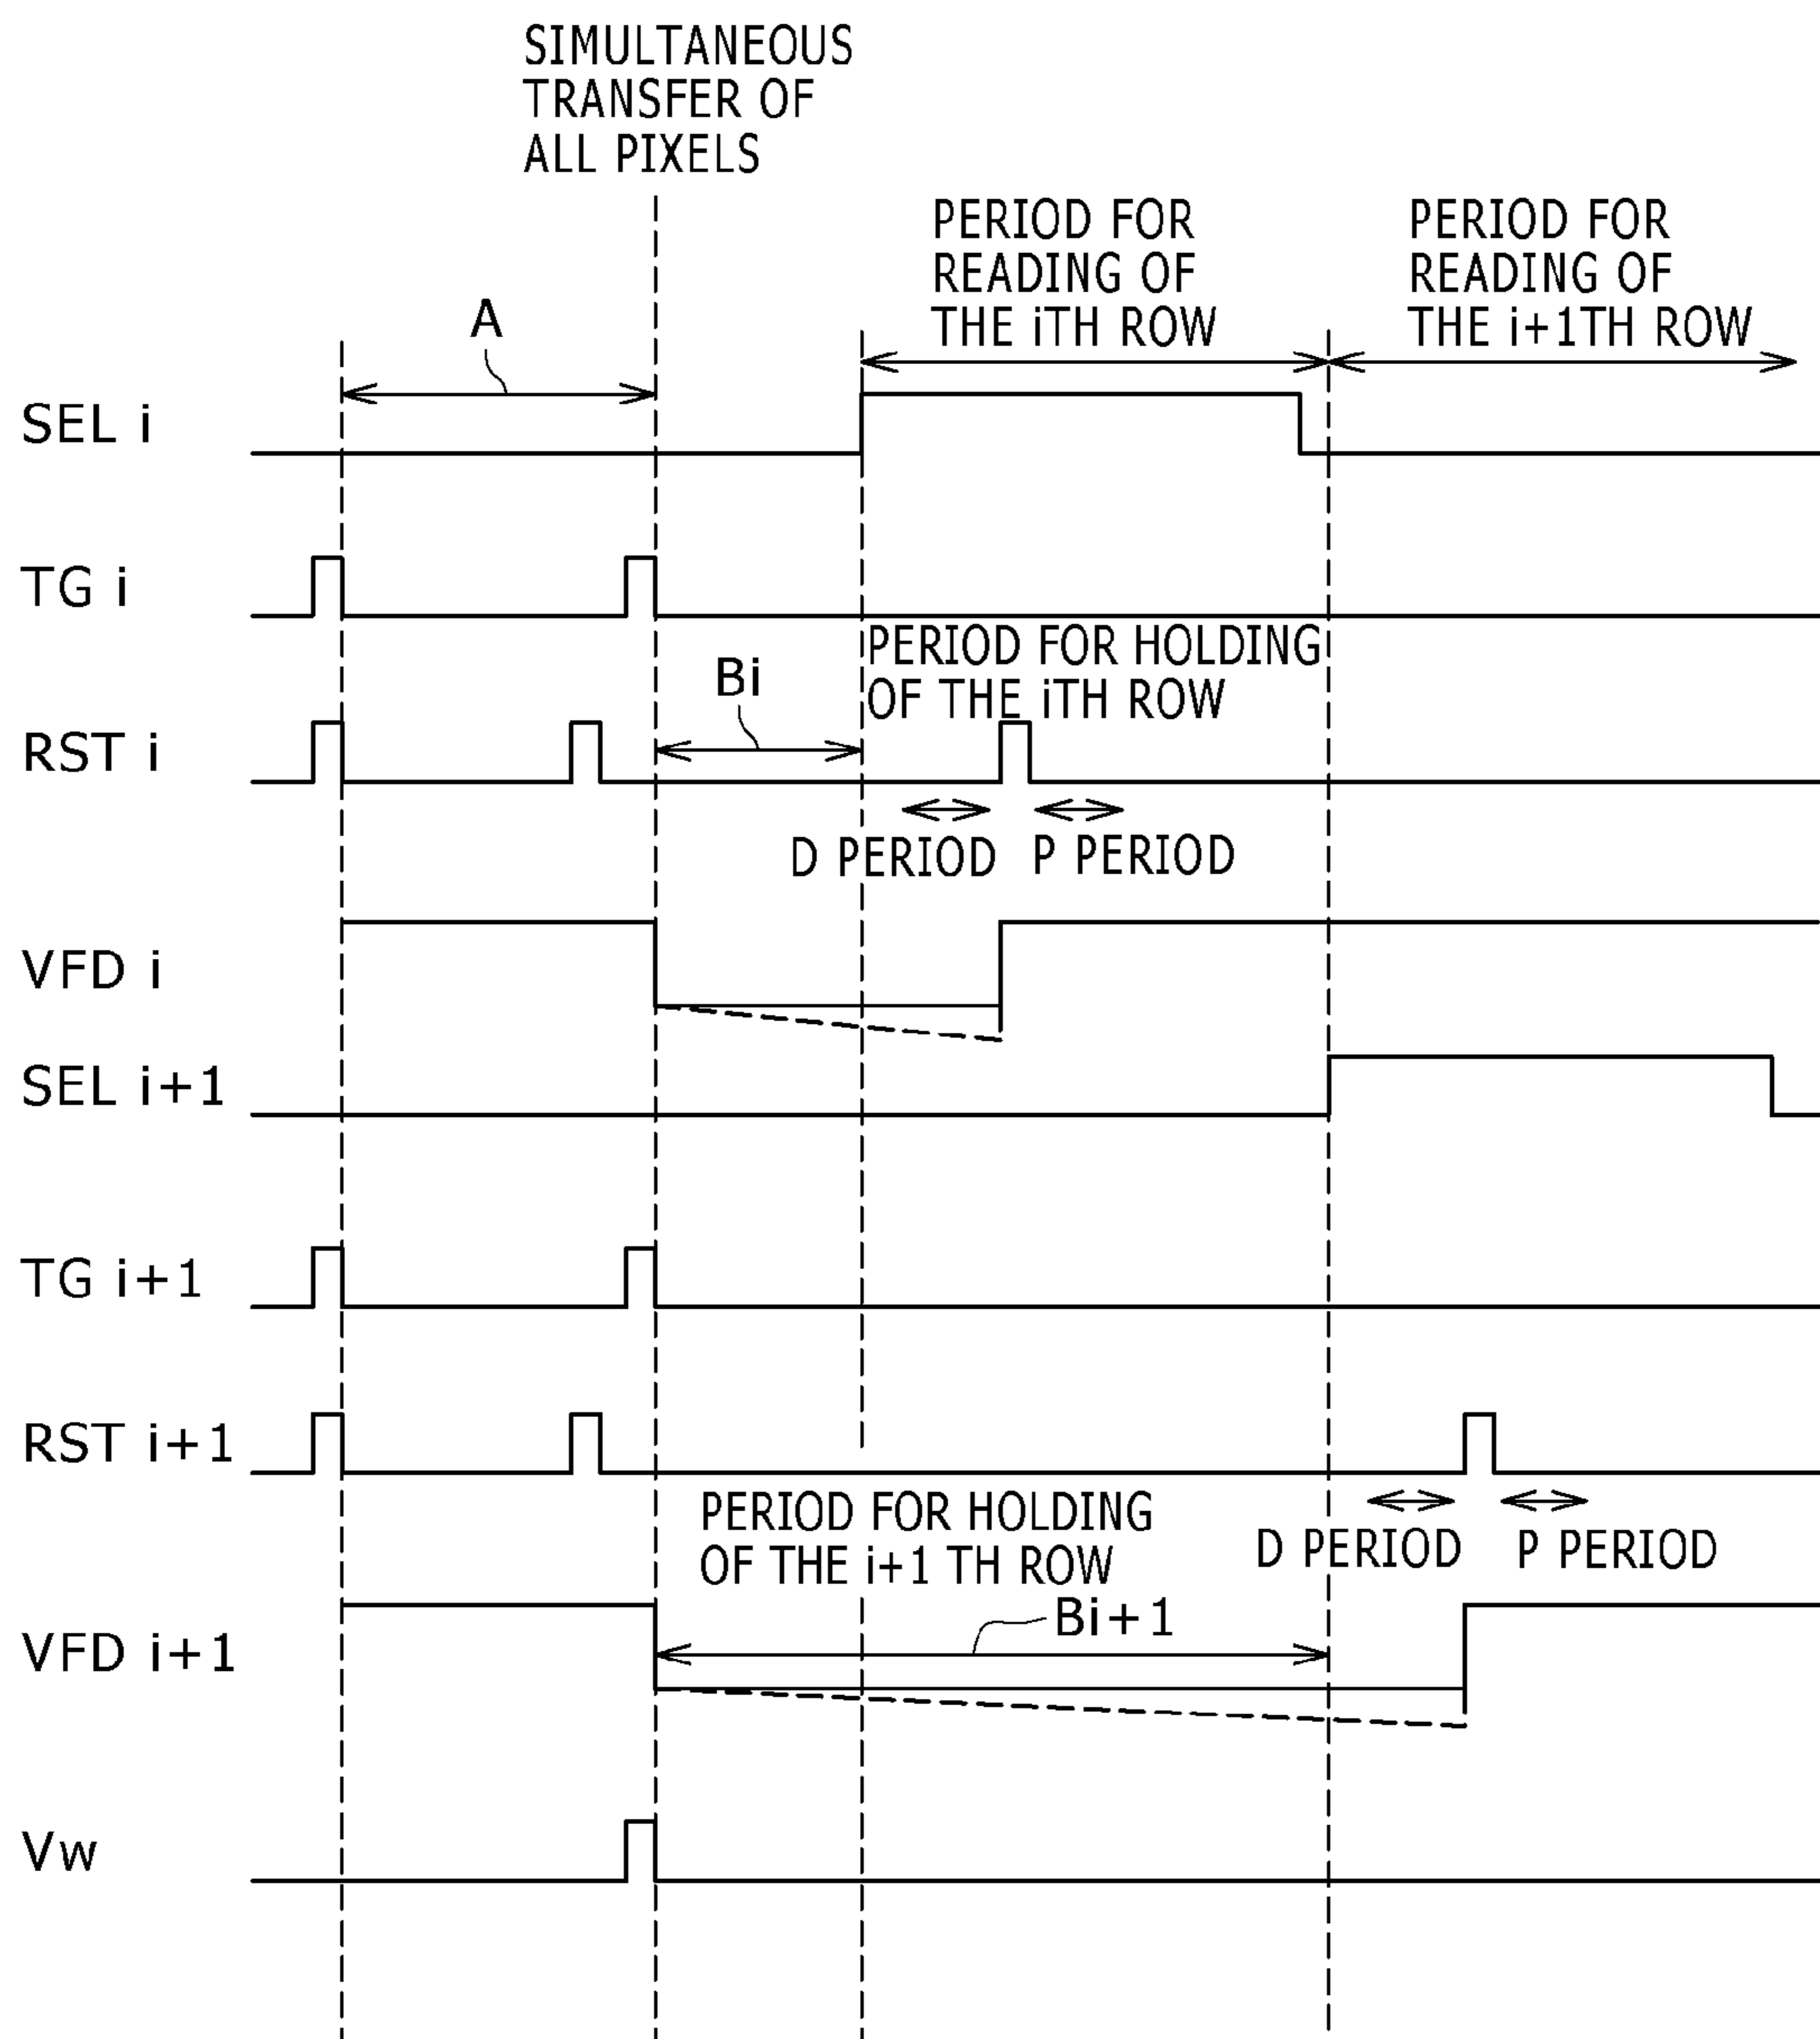 SIMULTANEOUS
TRANSFER OF
ALL PIXELS
PERIOD FOR
READING OF
THE iTH ROW
PERIOD FOR
READING OF
THE i+1TH ROW
A
SEL i
TG i
PERIOD FOR HOLDING
OF THE iTH ROW
Bi
RST i
D PERIOD
P PERIOD
VFD i
SEL i+1
TG i+1
RST i+1
PERIOD FOR HOLDING
OF THE i+1 TH ROW
D PERIOD
P PERIOD
Bi+1
VFD i+1
Vw